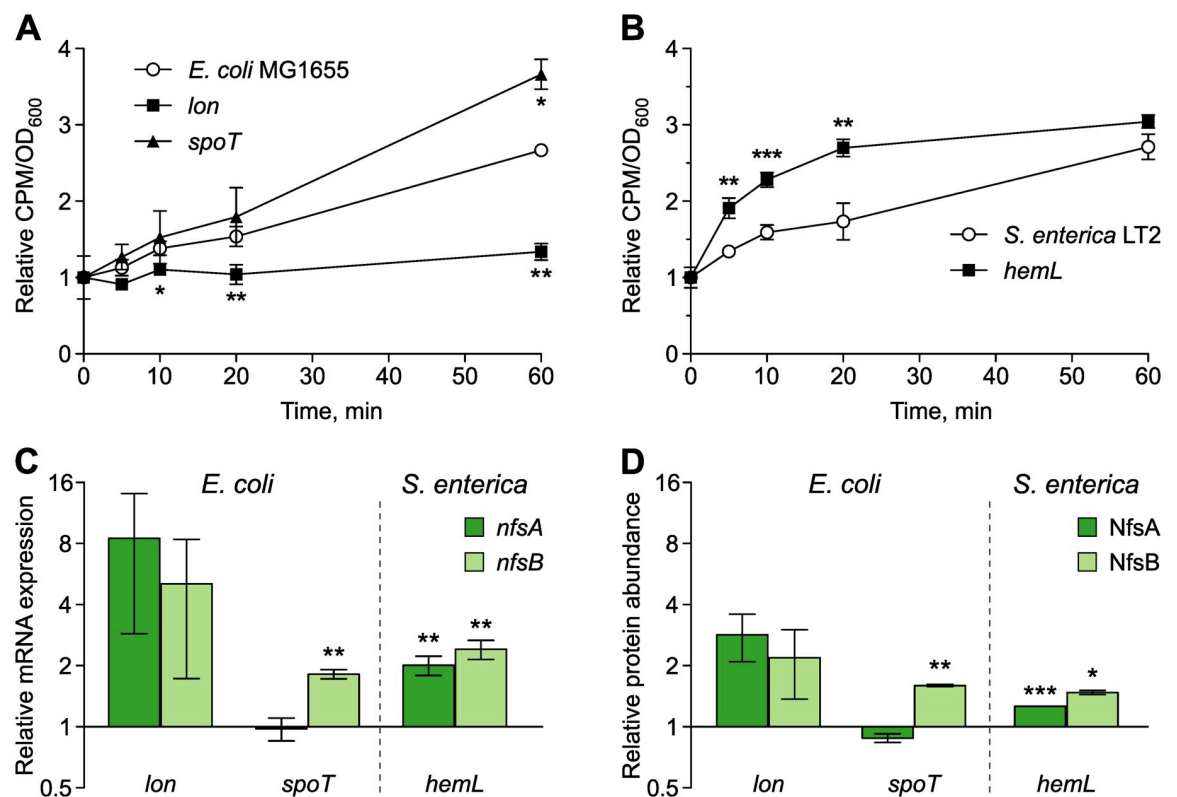 A
Relative CPM/OD600
4
3
2
1
0
E. coli MG1655
lon
spoT
*
*
**
**
0 10 20 30 40 50 60
Time, min
B
Relative CPM/OD600
4
3
2
1
0
**
***
**
S. enterica LT2
hemL
0 10 20 30 40 50 60
Time, min
C
Relative mRNA expression
16
8
4
2
1
0.5
E. coli S. enterica
nfsA
nfsB
**
** **
lon spoT hemL
D
Relative protein abundance
16
8
4
2
1
0.5
E. coli S. enterica
NfsA
NfsB
**
*** *
lon spoT hemL